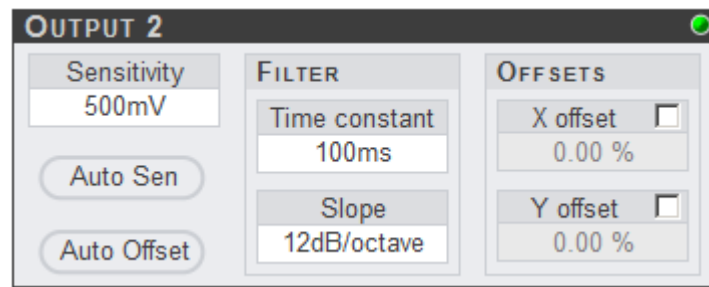 OUTPUT 2
Sensitivity
500mV
Auto Sen
Auto Offset
FILTER
Time constant
100ms
Slope
12dB/octave
OFFSETS
X offset
0.00 %
Y offset
0.00 %